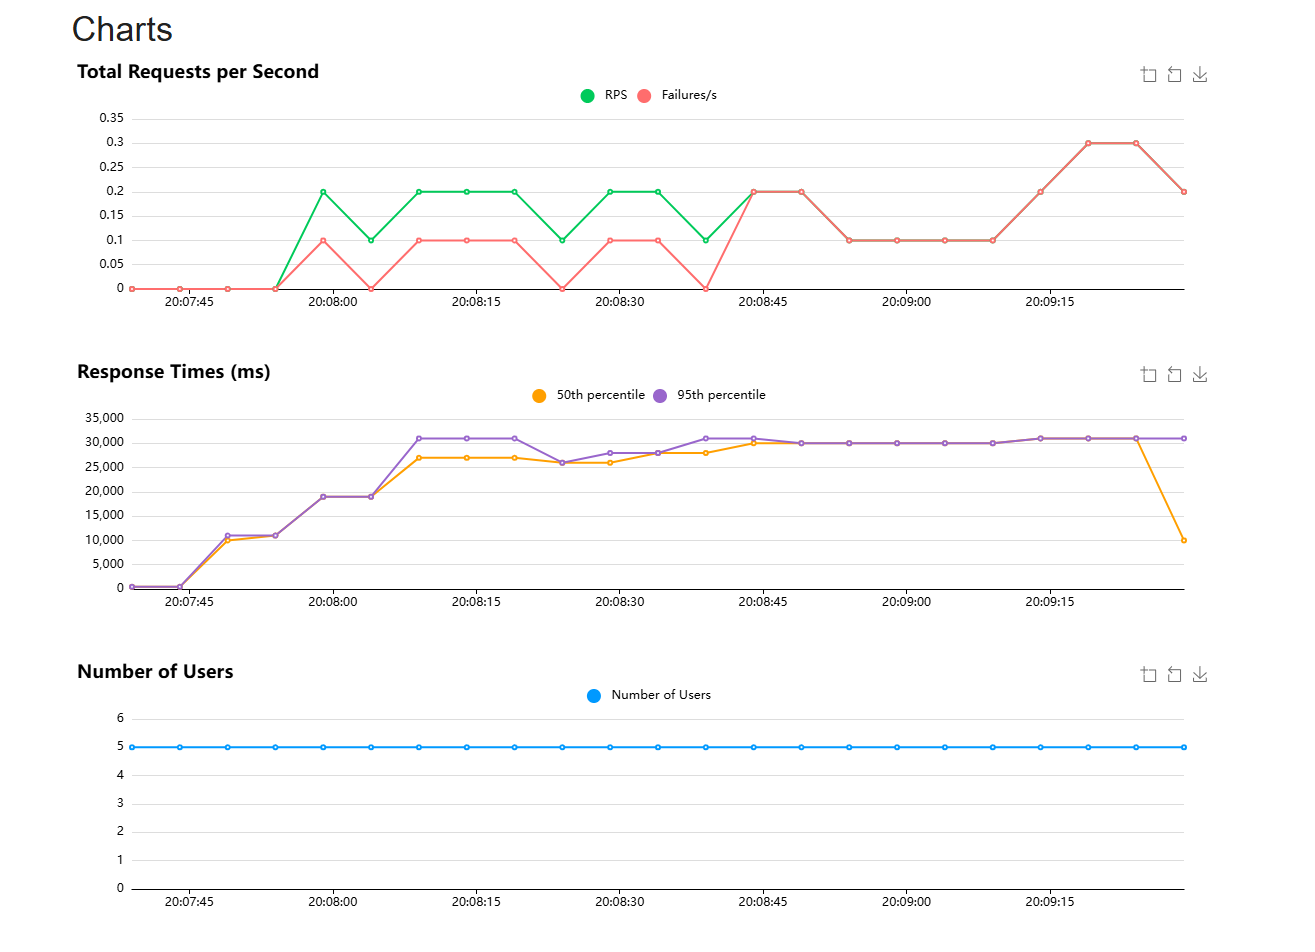 Charts
Total Requests per Second
RPS Failures/s
0.35
0.3
0.25
0.2
0.15
0.1
0.05
0
20:07:45 20:08:00 20:08:15 20:08:30 20:08:45 20:09:00 20:09:15
Response Times (ms)
50th percentile 95th percentile
35,000
30,000
25,000
20,000
15,000
10,000
5,000
0
20:07:45 20:08:00 20:08:15 20:08:30 20:08:45 20:09:00 20:09:15
Number of Users
Number of Users
6
5
4
3
2
1
0
20:07:45 20:08:00 20:08:15 20:08:30 20:08:45 20:09:00 20:09:15